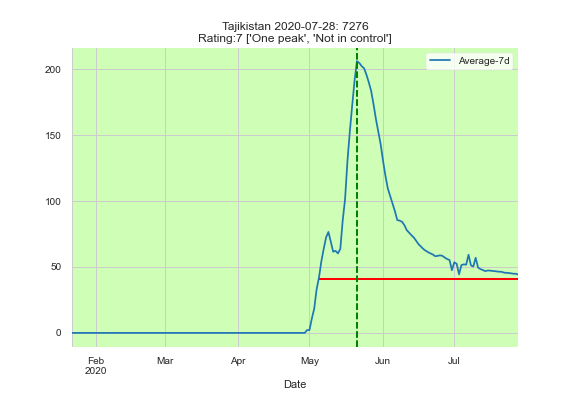 Tajikistan 2020-07-28: 7276
Rating:7 ['One peak', 'Not in control']
Average-7d
200
150
100
50
0
Feb
2020
Mar
Apr
May
Jun
Jul
Date